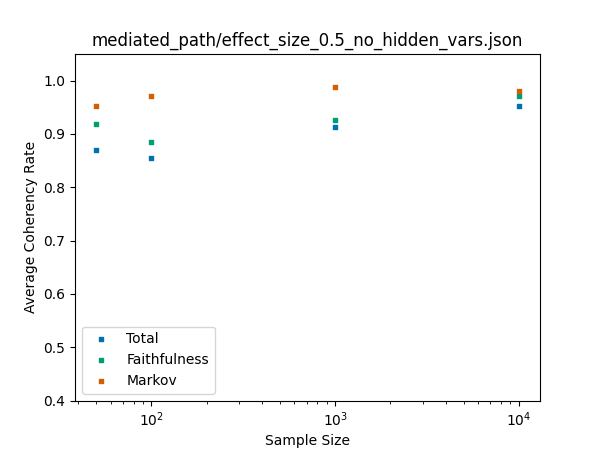 mediated_path/effect_size_0.5_no_hidden_vars.json
1.0
0.9
0.8
0.7
0.6
0.5
0.4
Average Coherency Rate
Total
Faithfulness
Markov
10²
10³
10⁴
Sample Size